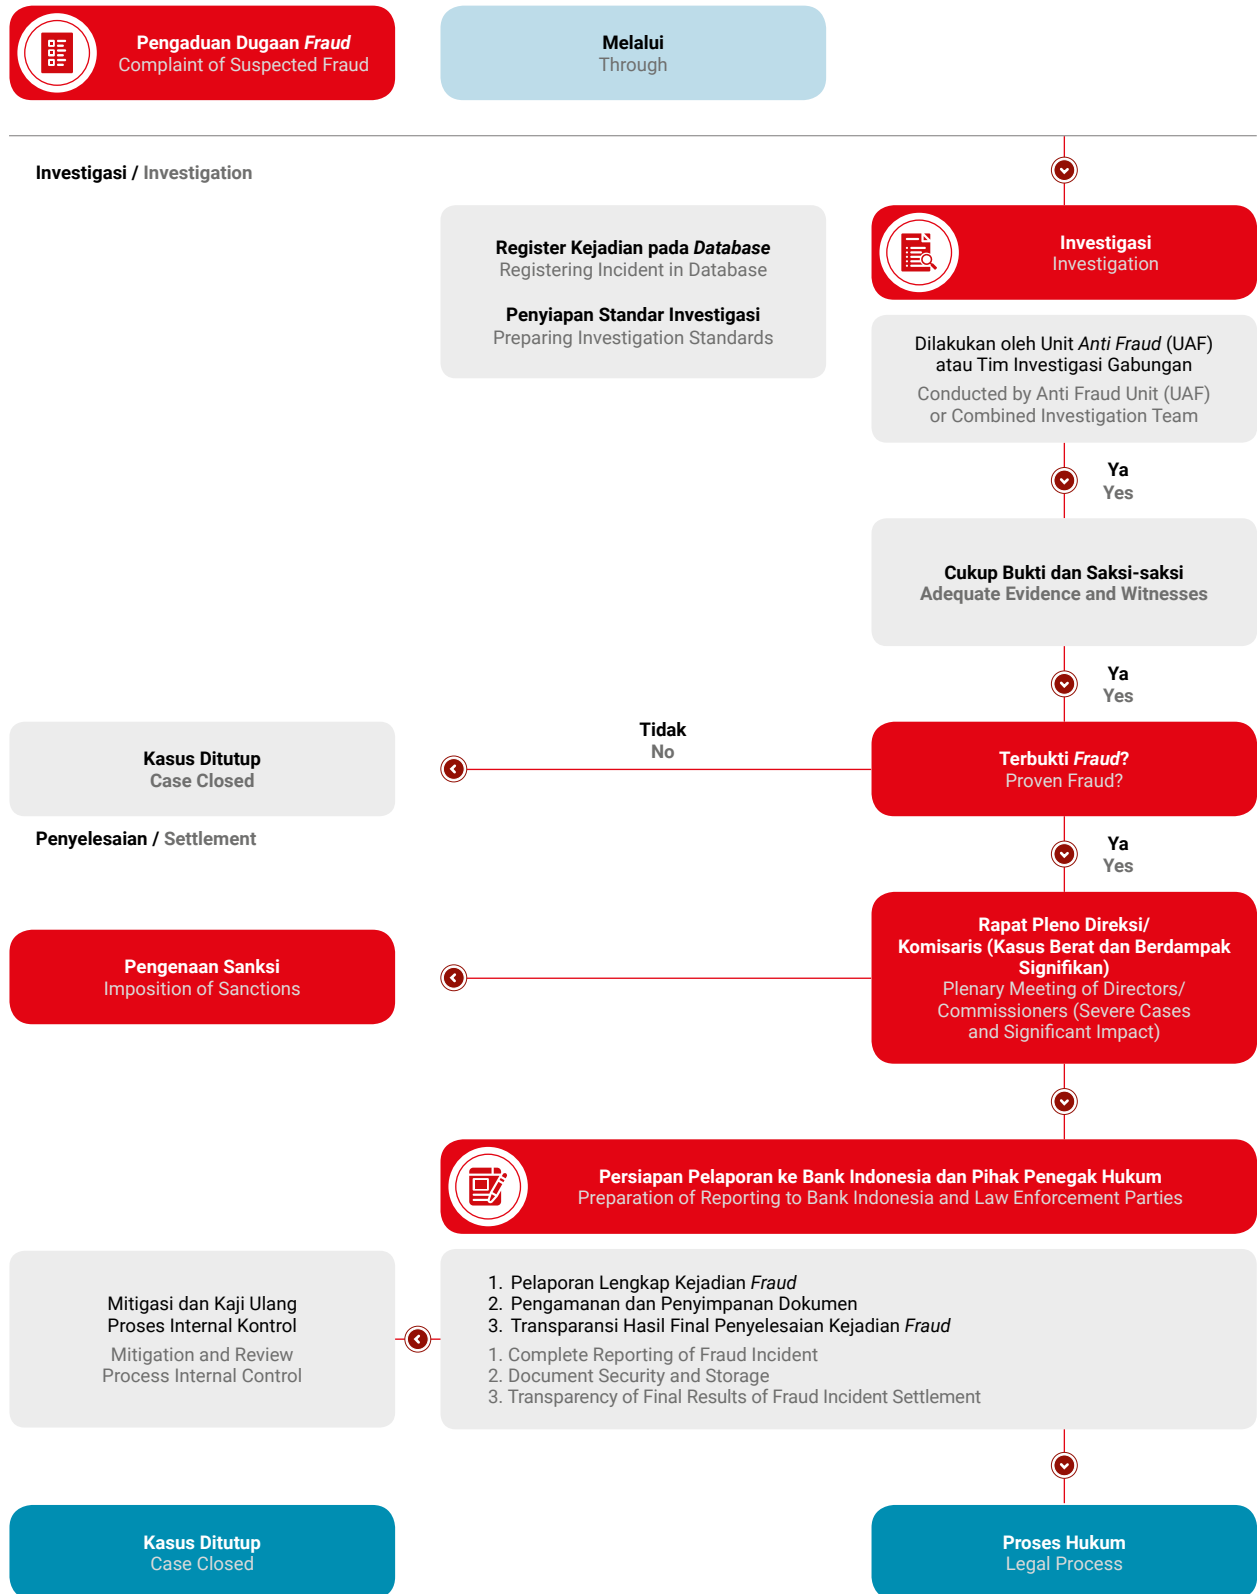 Pengaduan Dugaan Fraud
Complaint of Suspected Fraud
Melalui
Through
Investigasi / Investigation
Register Kejadian pada Database
Registering Incident in Database
Penyiapan Standar Investigasi
Preparing Investigation Standards
Investigasi
Investigation
Dilakukan oleh Unit Anti Fraud (UAF)
atau Tim Investigasi Gabungan
Conducted by Anti Fraud Unit (UAF)
or Combined Investigation Team
Ya
Yes
Cukup Bukti dan Saksi-saksi
Adequate Evidence and Witnesses
Ya
Yes
Kasus Ditutup
Case Closed
Tidak
No
Terbukti Fraud?
Proven Fraud?
Penyelesaian / Settlement
Ya
Yes
Pengenaan Sanksi
Imposition of Sanctions
Rapat Pleno Direksi/
Komisaris (Kasus Berat dan Berdampak
Signifikan)
Plenary Meeting of Directors/
Commissioners (Severe Cases
and Significant Impact)
Persiapan Pelaporan ke Bank Indonesia dan Pihak Penegak Hukum
Preparation of Reporting to Bank Indonesia and Law Enforcement Parties
Mitigasi dan Kaji Ulang
Proses Internal Kontrol
Mitigation and Review
Process Internal Control
1. Pelaporan Lengkap Kejadian Fraud
2. Pengamanan dan Penyimpanan Dokumen
3. Transparansi Hasil Final Penyelesaian Kejadian Fraud
1. Complete Reporting of Fraud Incident
2. Document Security and Storage
3. Transparency of Final Results of Fraud Incident Settlement
Kasus Ditutup
Case Closed
Proses Hukum
Legal Process